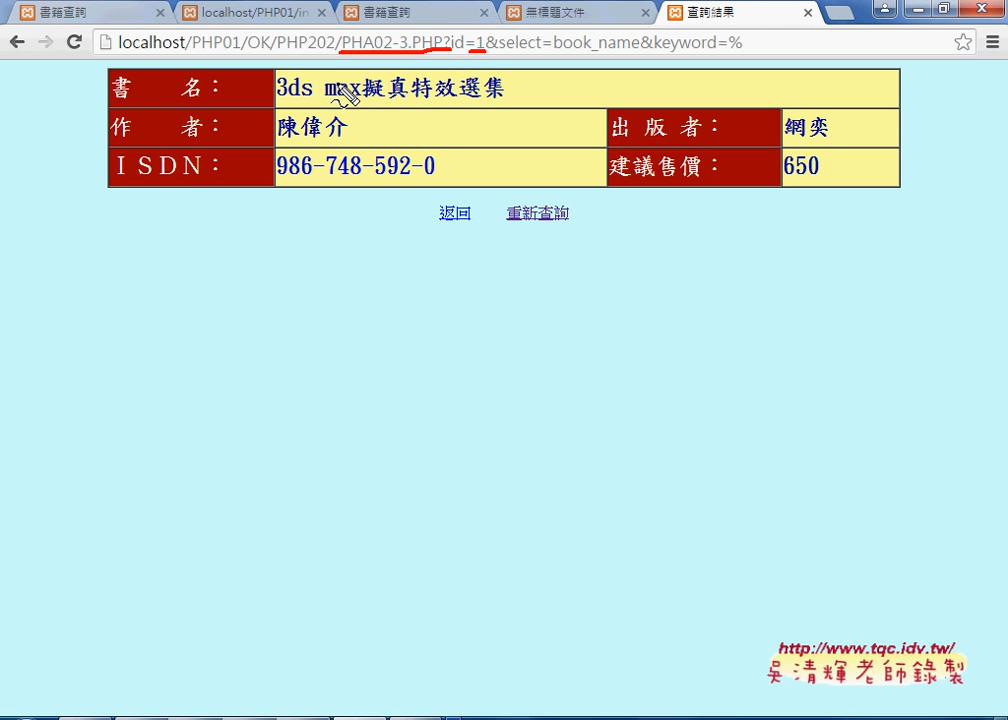 書籍查詢
localhost/PHP01/in
書籍查詢
無標題文件
查詢結果
localhost/PHP01/OK/PHP202/PHA02-3.PHP?id=1&select=book_name&keyword=%
書　　名： 3ds max擬真特效選集
作　　者： 陳偉介 出 版 者： 網奕
ＩＳＤＮ： 986-748-592-0 建議售價： 650
返回 重新查詢
http://www.tqc.idv.tw/
吳清輝老師錄製